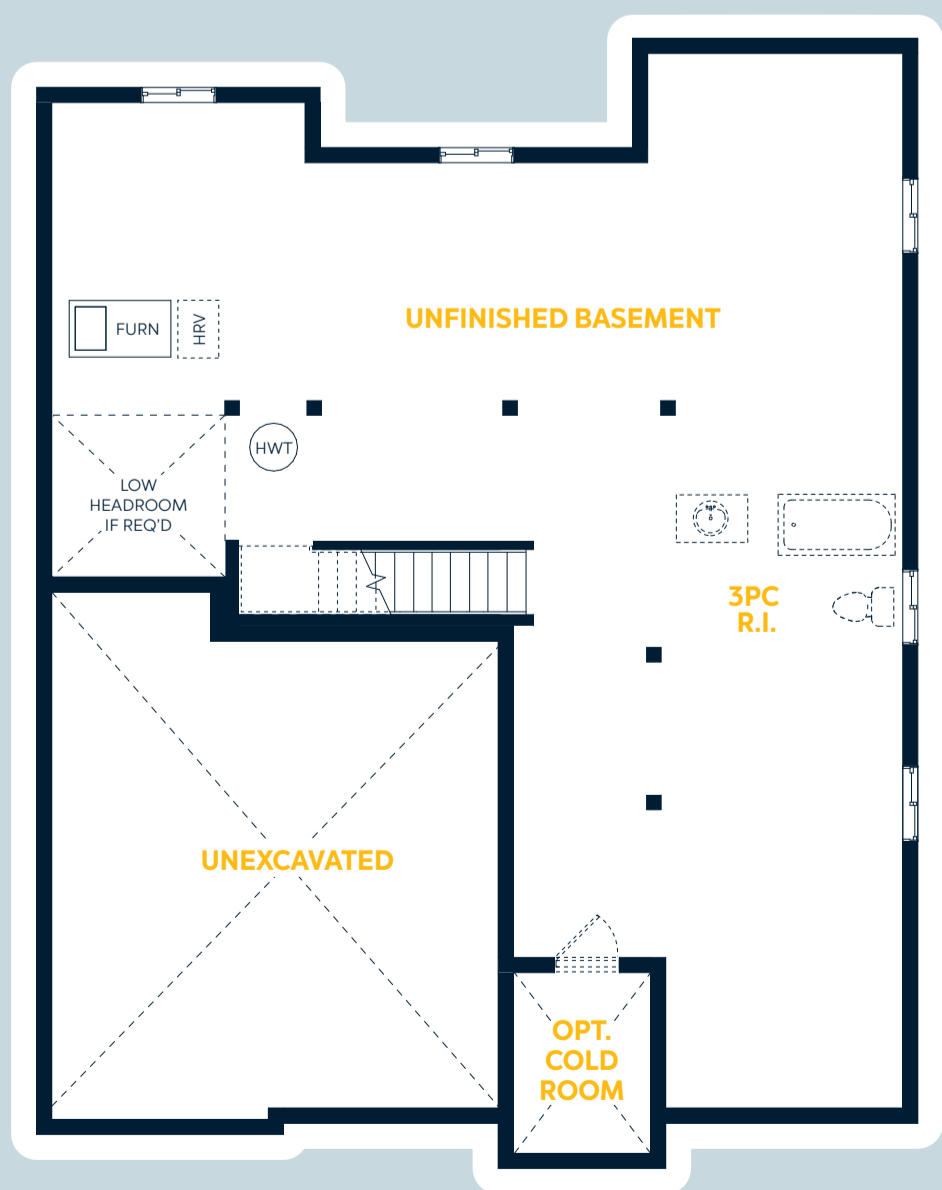 UNFINISHED BASEMENT
FURN
HRV
HWT
LOW
HEADROOM
IF REQ'D
3PC
R.I.
UNEXCAVATED
OPT.
COLD
ROOM